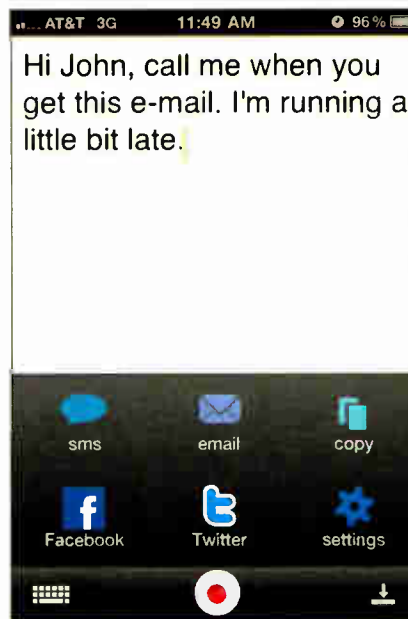 AT&T 3G 11:49 AM 96%
Hi John, call me when you
get this e-mail. I'm running a
little bit late.
sms email copy
Facebook Twitter settings